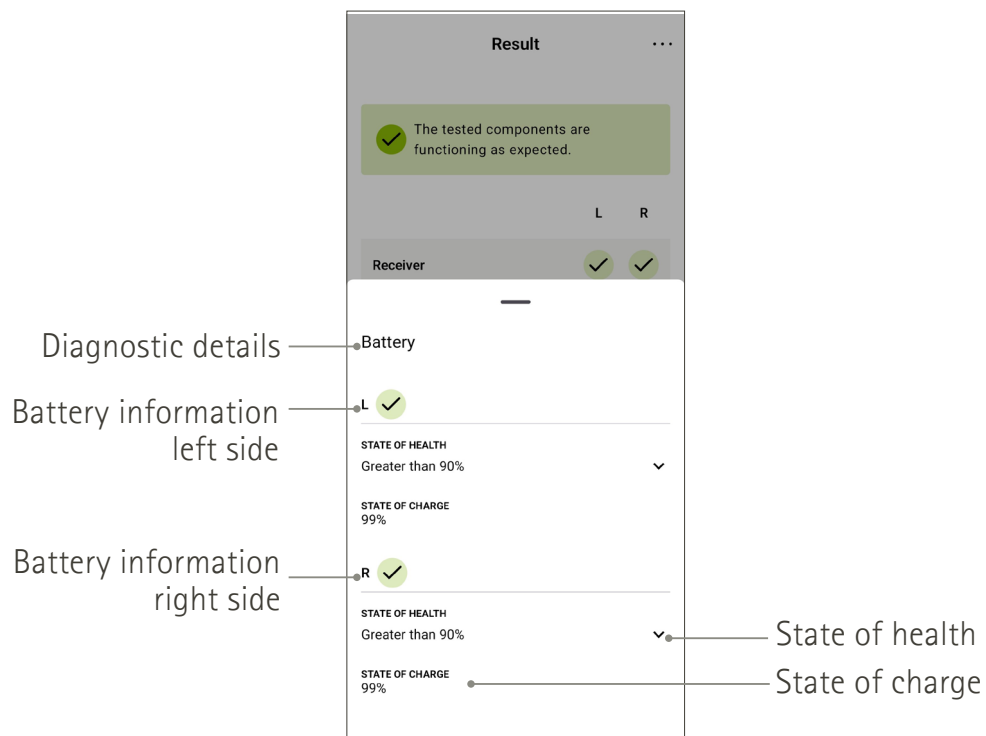 Result
The tested components are
functioning as expected.
L R
Receiver
Diagnostic details
Battery
Battery information
left side
L
STATE OF HEALTH
Greater than 90%
STATE OF CHARGE
99%
Battery information
right side
R
STATE OF HEALTH
Greater than 90%
State of health
STATE OF CHARGE
99%
State of charge